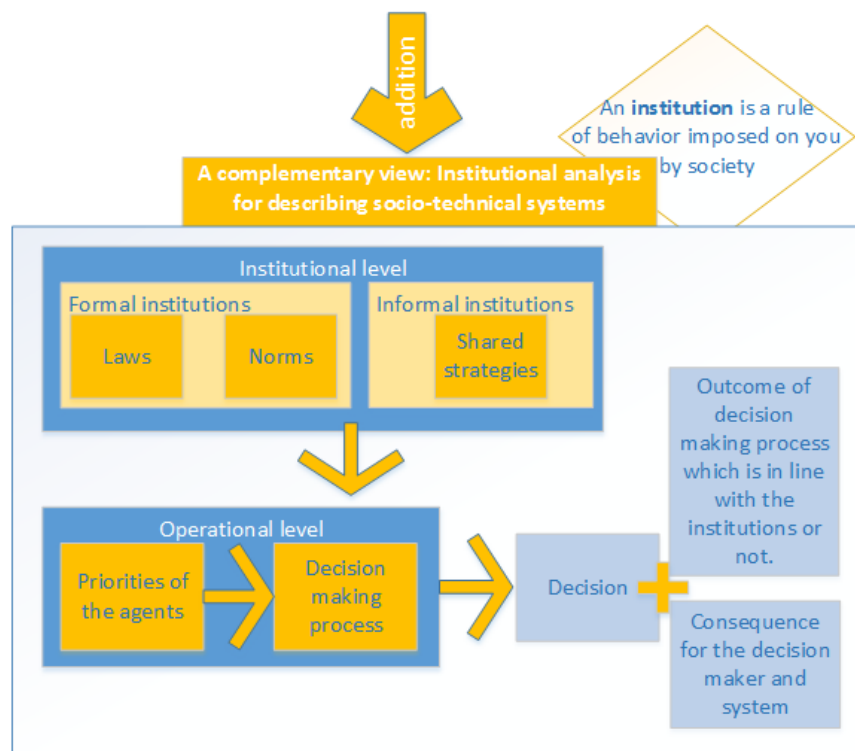 addition
An institution is a rule
of behavior imposed on you
by society
A complementary view: Institutional analysis
for describing socio-technical systems
Institutional level
Formal institutions
Laws
Norms
Informal institutions
Shared
strategies
Operational level
Priorities of
the agents
Decision
making
process
Decision
Outcome of
decision
making process
which is in line
with the
institutions or
not.
Consequence
for the decision
maker and
system